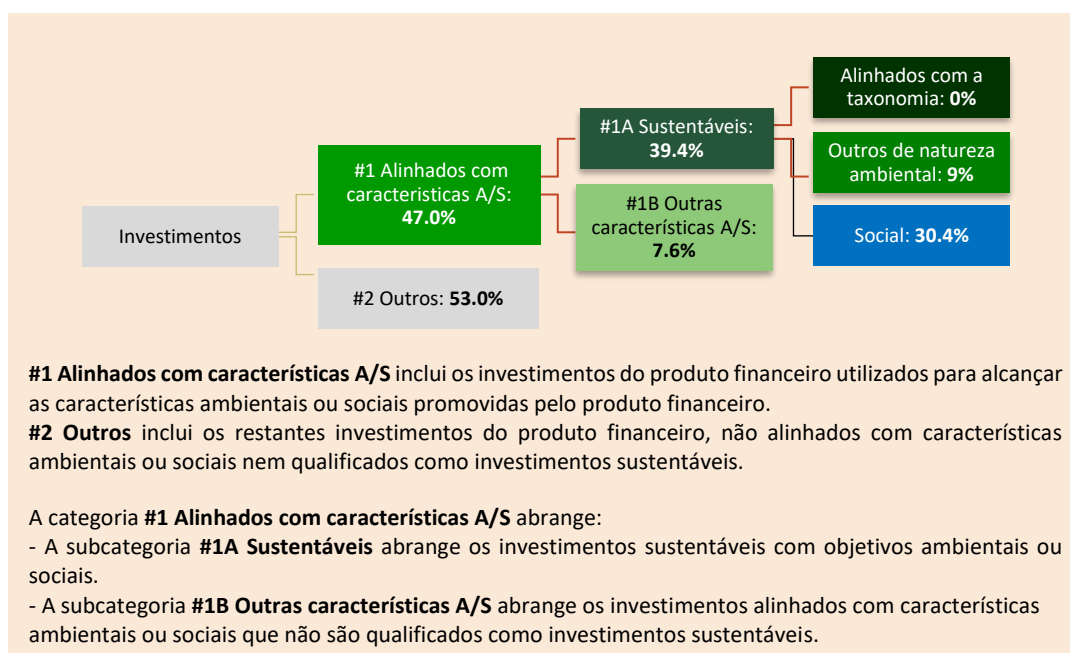 Investimentos
#1 Alinhados com
caracteristicas A/S:
47.0%
#2 Outros: 53.0%
#1A Sustentáveis:
39.4%
#1B Outras
características A/S:
7.6%
Alinhados com a
taxonomia: 0%
Outros de natureza
ambiental: 9%
Social: 30.4%
#1 Alinhados com características A/S inclui os investimentos do produto financeiro utilizados para alcançar
as características ambientais ou sociais promovidas pelo produto financeiro.
#2 Outros inclui os restantes investimentos do produto financeiro, não alinhados com características
ambientais ou sociais nem qualificados como investimentos sustentáveis.
A categoria #1 Alinhados com características A/S abrange:
- A subcategoria #1A Sustentáveis abrange os investimentos sustentáveis com objetivos ambientais ou
sociais.
- A subcategoria #1B Outras características A/S abrange os investimentos alinhados com características
ambientais ou sociais que não são qualificados como investimentos sustentáveis.